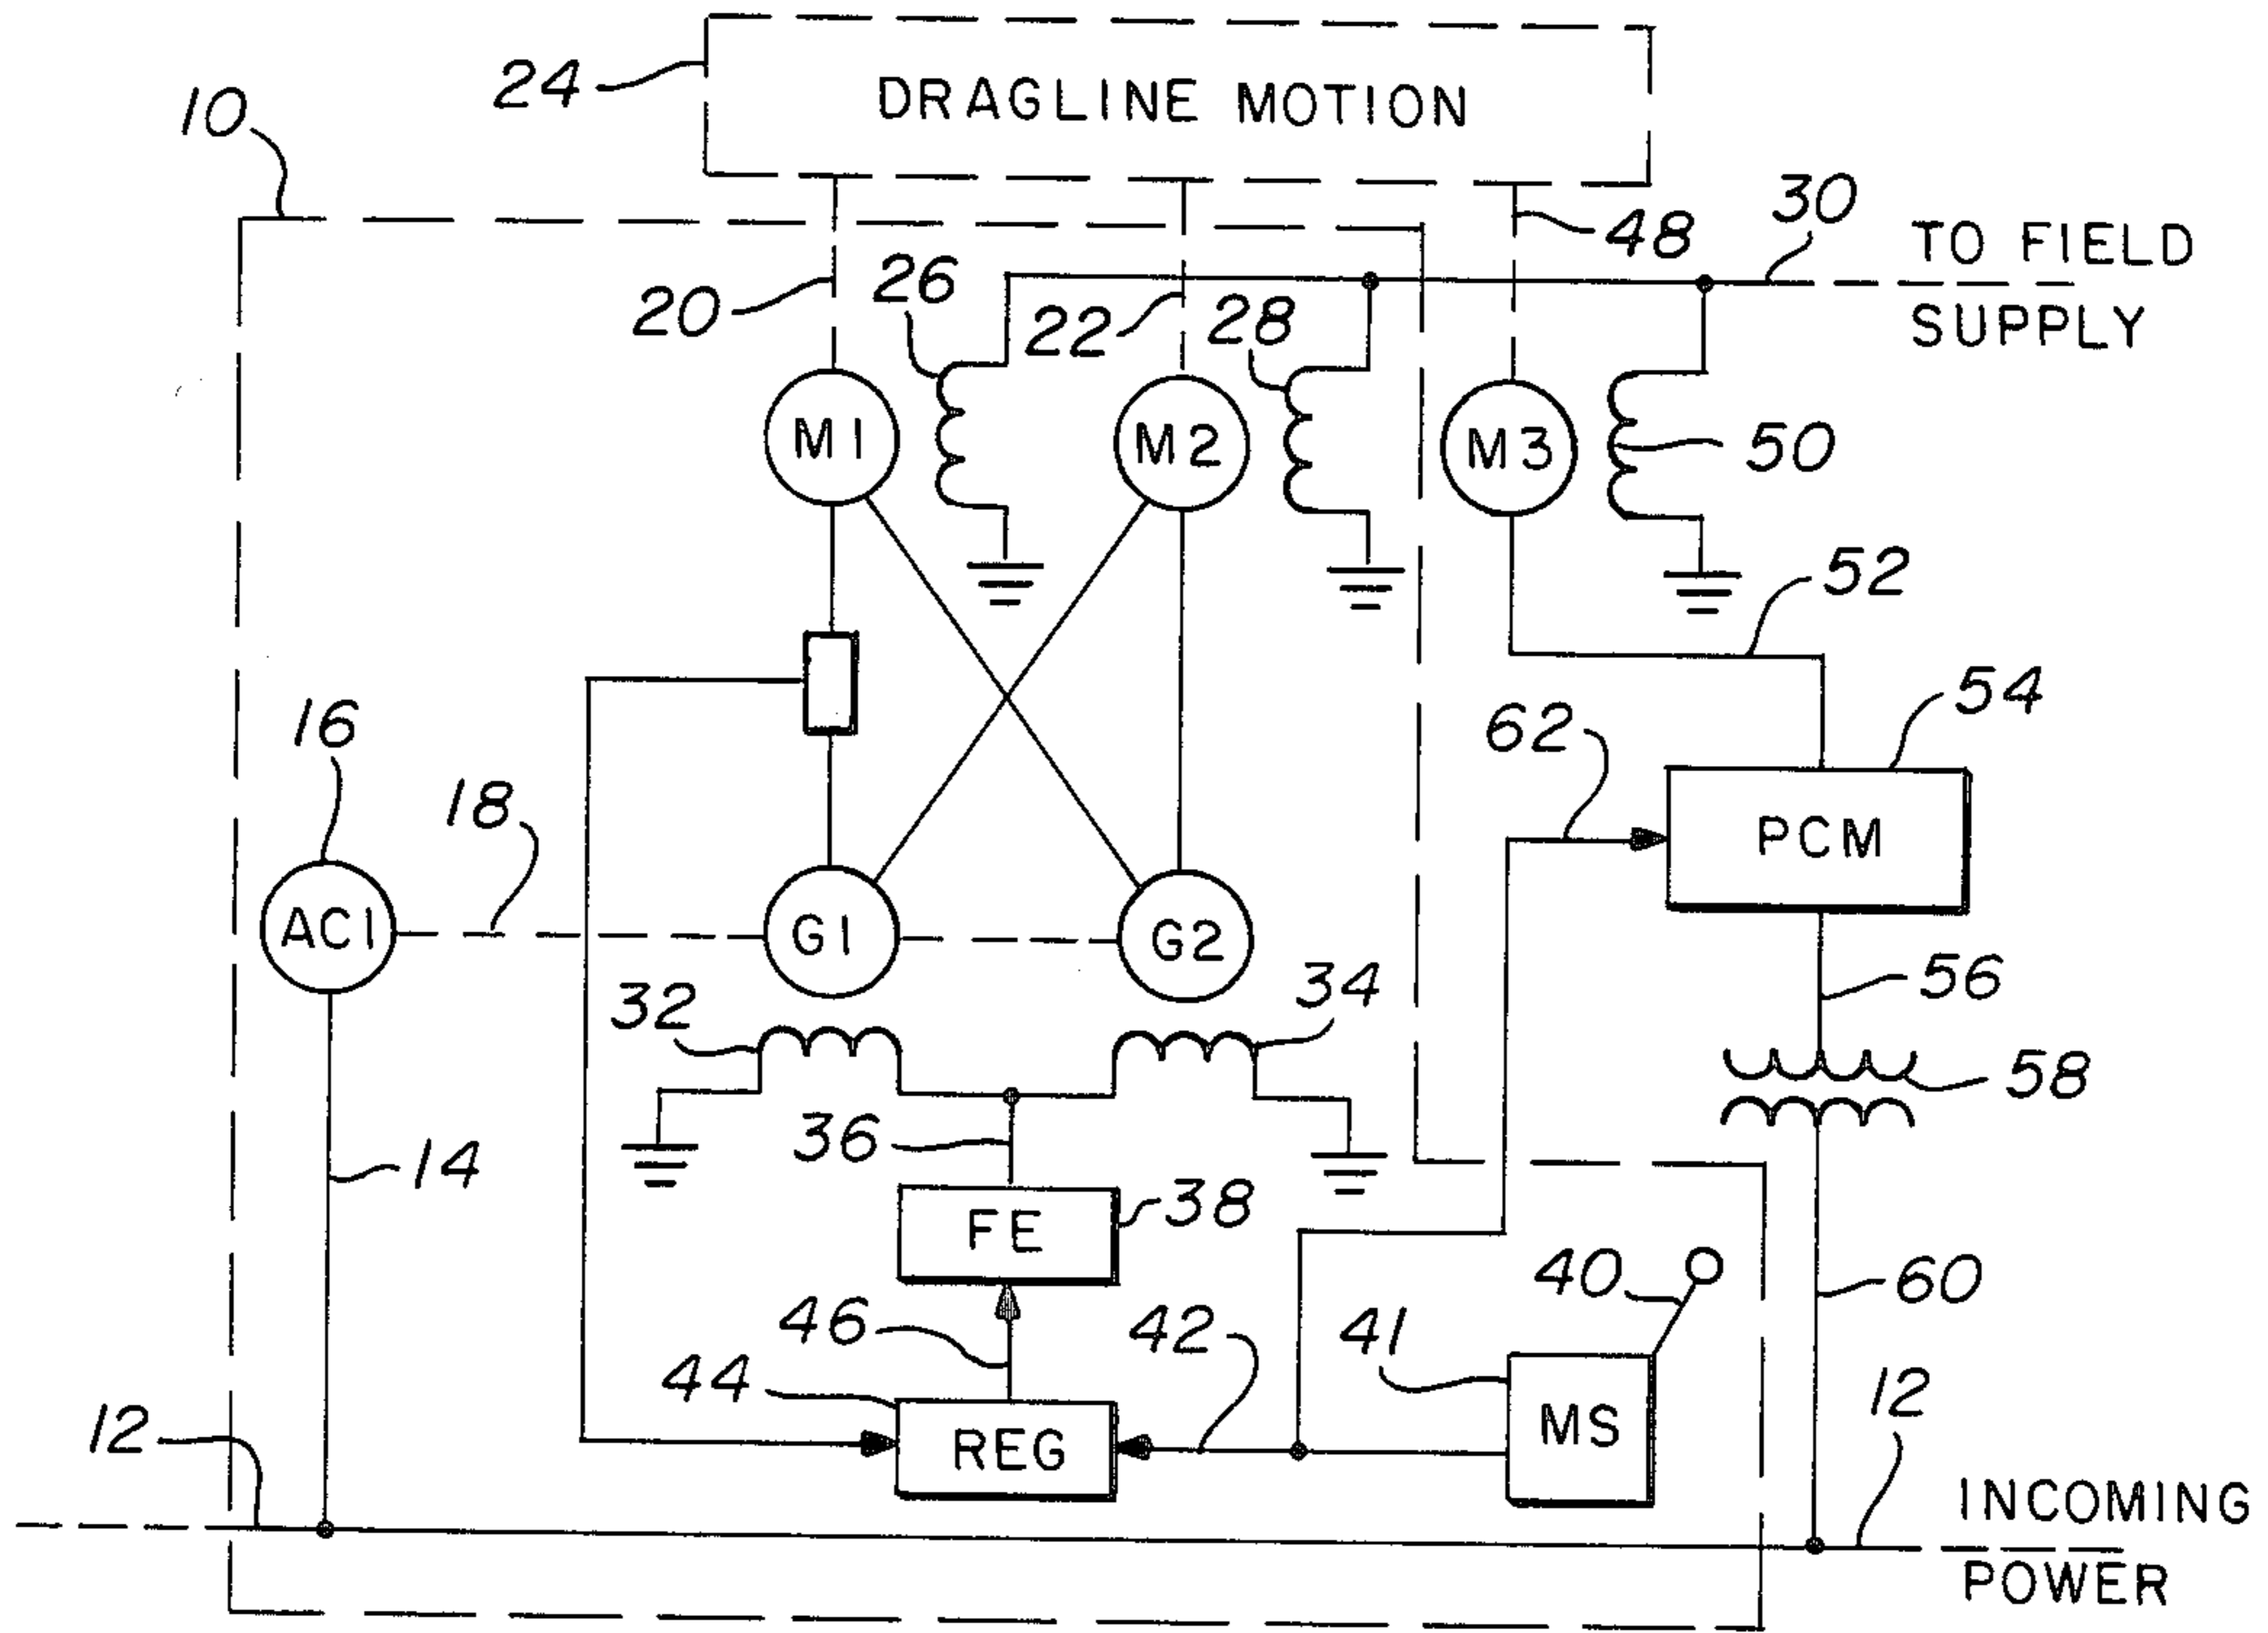 24
DRAGLINE MOTION
10
30
48
TO FIELD
SUPPLY
26
20
22
28
M1
M2
M3
50
52
54
62
16
18
PCM
AC1
G1
G2
56
32
34
58
36
14
38
FE
40
60
46
42
41
44
12
12
MS
REG
INCOMING
POWER